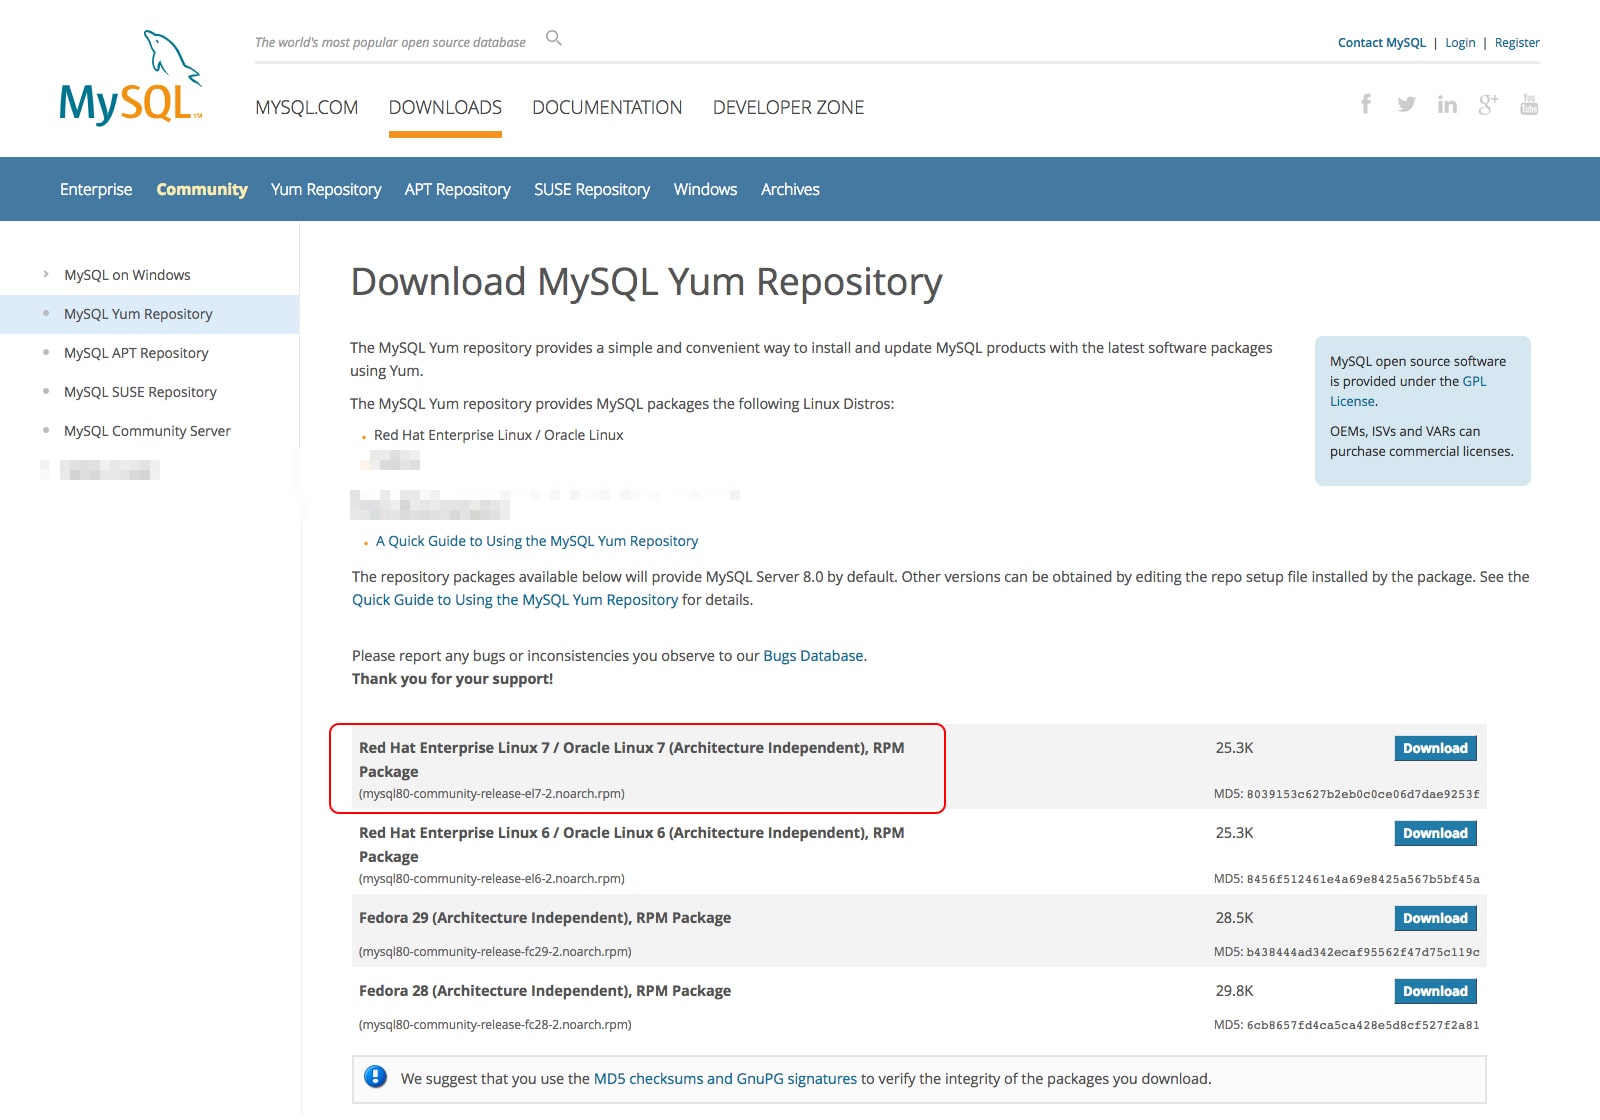 MySQL™
The world's most popular open source database
Contact MySQL | Login | Register
MYSQL.COM DOWNLOADS DOCUMENTATION DEVELOPER ZONE
f in g+ You Tube
Enterprise Community Yum Repository APT Repository SUSE Repository Windows Archives
MySQL on Windows
MySQL Yum Repository
MySQL APT Repository
MySQL SUSE Repository
MySQL Community Server
Download MySQL Yum Repository
The MySQL Yum repository provides a simple and convenient way to install and update MySQL products with the latest software packages
using Yum.
The MySQL Yum repository provides MySQL packages the following Linux Distros:
Red Hat Enterprise Linux / Oracle Linux
MySQL open source software
is provided under the GPL
License.
OEMs, ISVs and VARs can
purchase commercial licenses.
A Quick Guide to Using the MySQL Yum Repository
The repository packages available below will provide MySQL Server 8.0 by default. Other versions can be obtained by editing the repo setup file installed by the package. See the
Quick Guide to Using the MySQL Yum Repository for details.
Please report any bugs or inconsistencies you observe to our Bugs Database.
Thank you for your support!
Red Hat Enterprise Linux 7 / Oracle Linux 7 (Architecture Independent), RPM
Package
25.3K Download
(mysql80-community-release-el7-2.noarch.rpm) MD5: 8039153c627b2eb0c0ce06d7dae9253f
Red Hat Enterprise Linux 6 / Oracle Linux 6 (Architecture Independent), RPM
Package
25.3K Download
(mysql80-community-release-el6-2.noarch.rpm) MD5: 8456f512461e4a69e8425a567b5bf45a
Fedora 29 (Architecture Independent), RPM Package 28.5K Download
(mysql80-community-release-fc29-2.noarch.rpm) MD5: b438444ad342ecaf95562f47d75c119c
Fedora 28 (Architecture Independent), RPM Package 29.8K Download
(mysql80-community-release-fc28-2.noarch.rpm) MD5: 6cb8657fd4ca5ca428e5d8cf527f2a81
We suggest that you use the MD5 checksums and GnuPG signatures to verify the integrity of the packages you download.